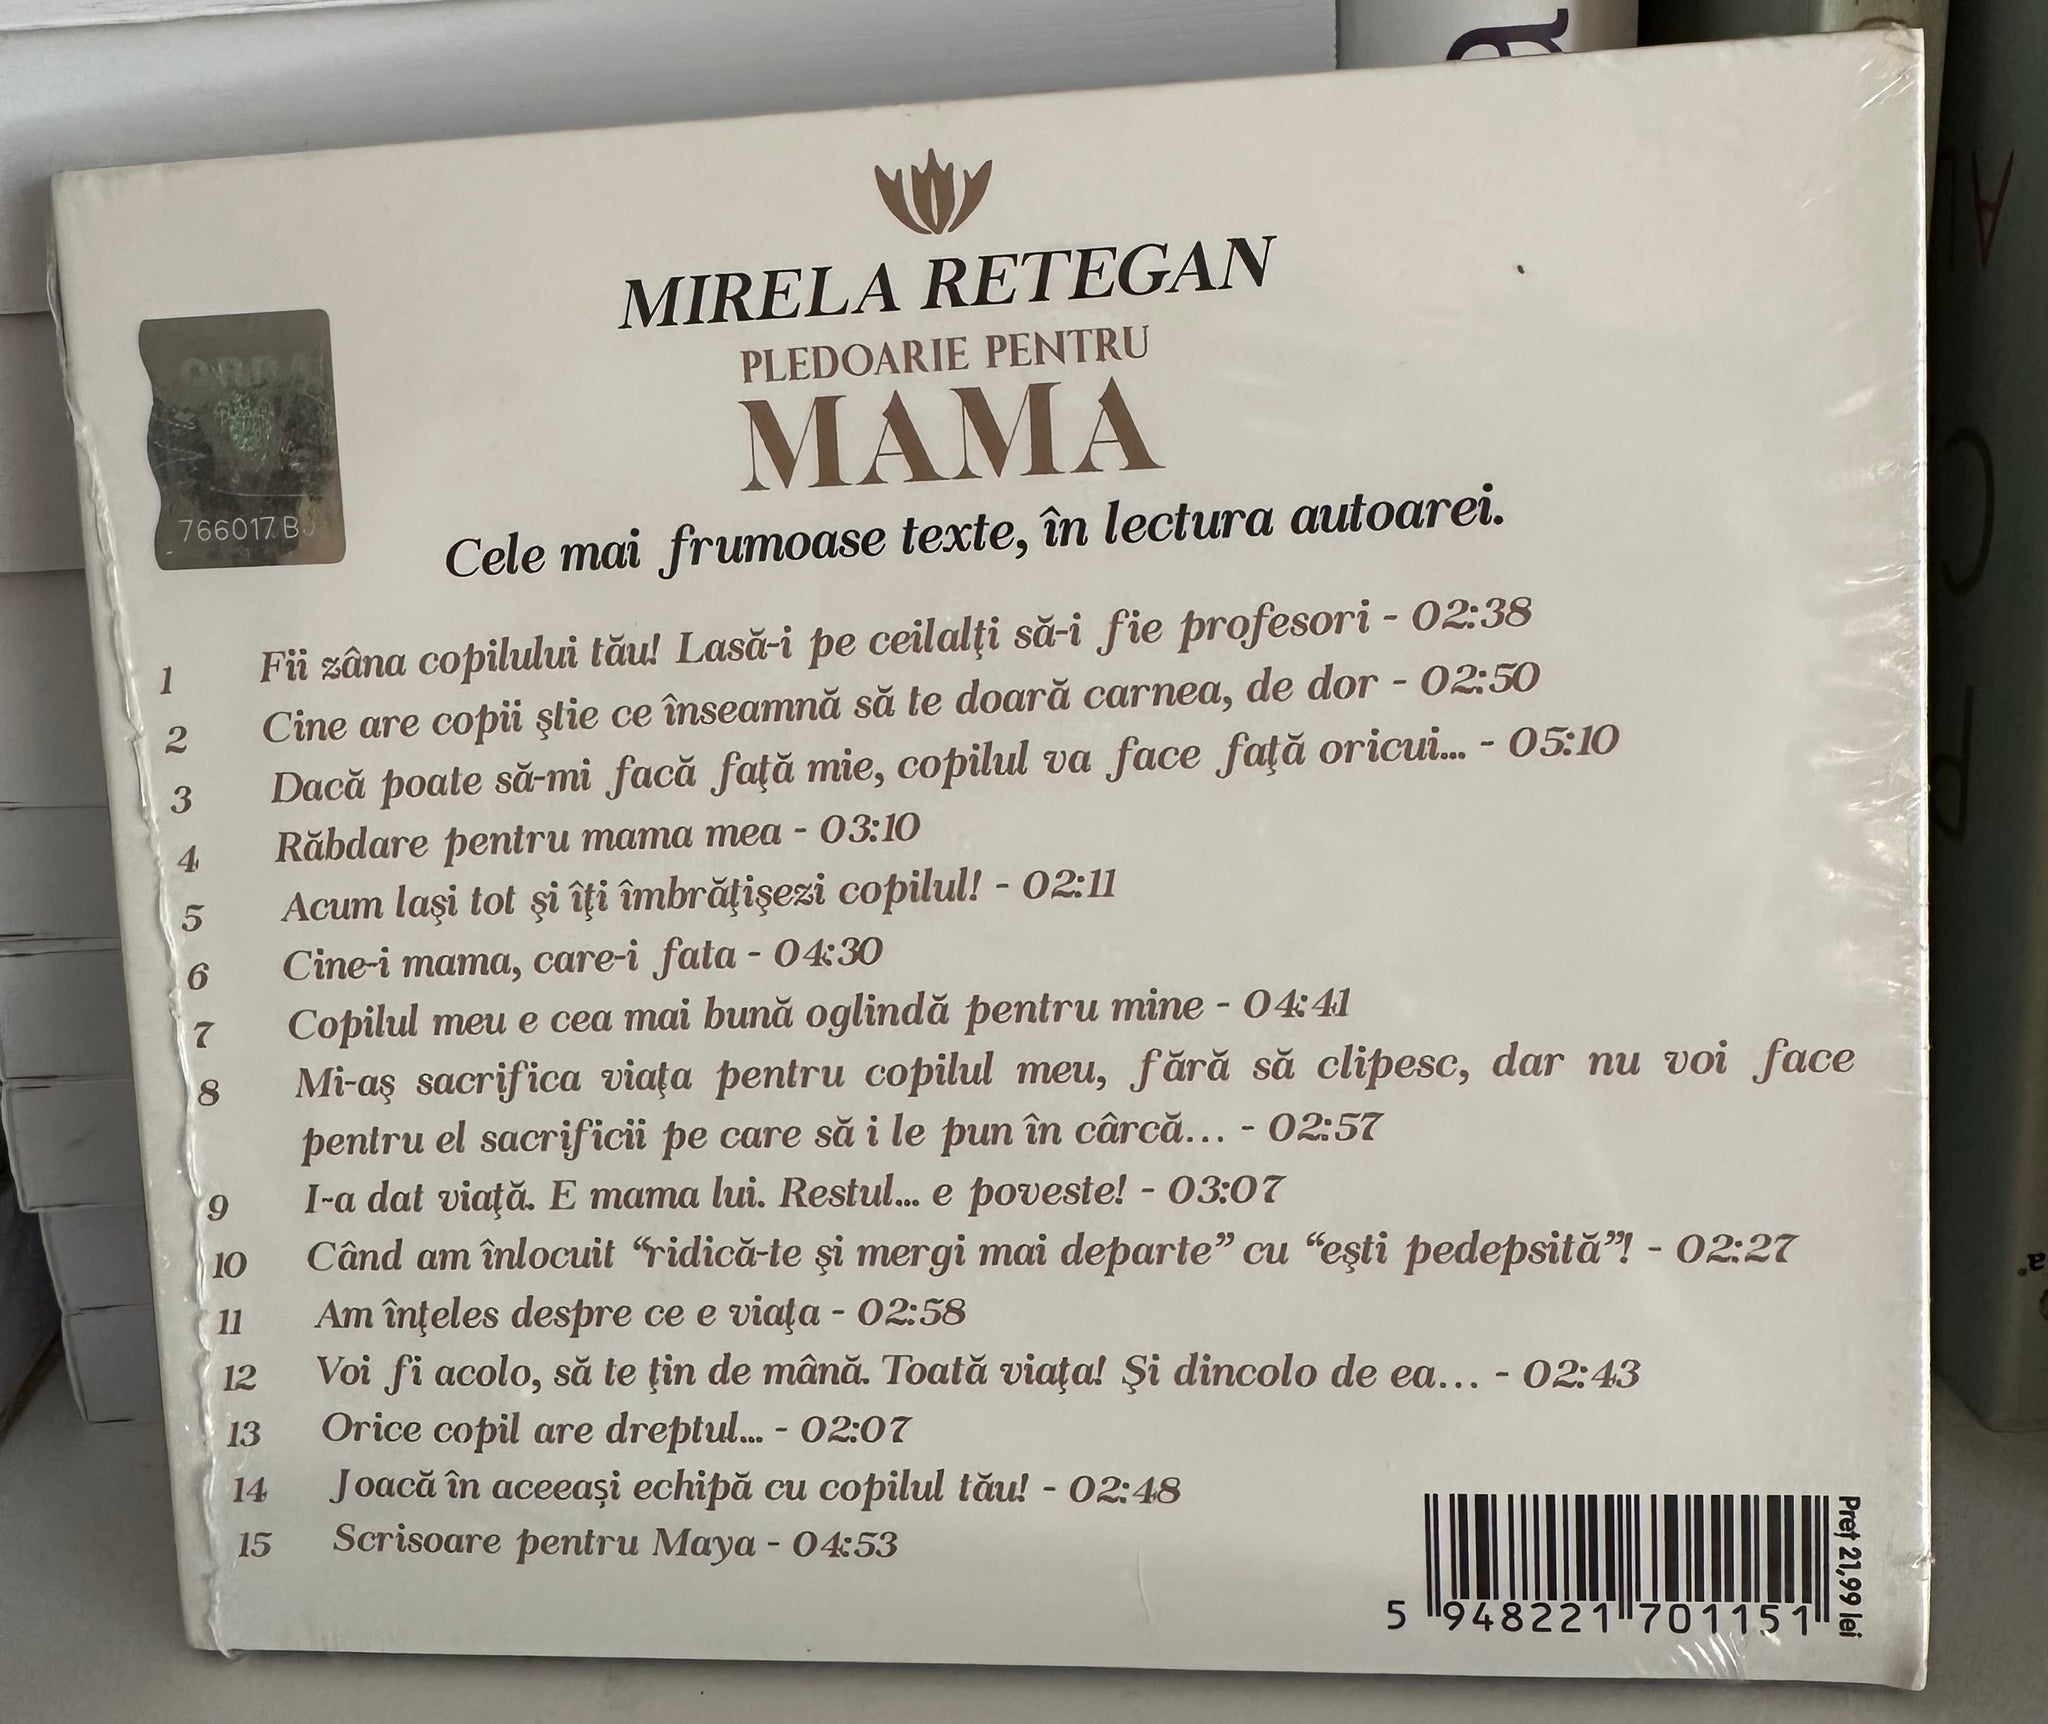 MIRELA RETEGAN
PLEDOARIE PENTRU
MAMA
Cele mai frumoase texte, în lectura autoarei.
766017B
1 Fii zâna copilului tău! Lasă-i pe ceilalţi să-i fie profesori - 02:38
2 Cine are copii ştie ce înseamnă să te doară carnea, de dor - 02:50
3 Dacă poate să-mi facă faţă mie, copilul va face faţă oricui... - 05:10
4 Răbdare pentru mama mea - 03:10
5 Acum laşi tot şi îţi îmbrăţişezi copilul! - 02:11
6 Cine-i mama, care-i fata - 04:30
7 Copilul meu e cea mai bună oglindă pentru mine - 04:41
8 Mi-aş sacrifica viaţa pentru copilul meu, fără să clipesc, dar nu voi face
pentru el sacrificii pe care să i le pun în cârcă... - 02:57
9 I-a dat viaţă. E mama lui. Restul... e poveste! - 03:07
10 Când am înlocuit “ridică-te şi mergi mai departe” cu “eşti pedepsită”! - 02:27
11 Am înţeles despre ce e viaţa - 02:58
12 Voi fi acolo, să te ţin de mână. Toată viaţa! Şi dincolo de ea... - 02:43
13 Orice copil are dreptul... - 02:07
14 Joacă în aceeași echipă cu copilul tău! - 02:48
15 Scrisoare pentru Maya - 04:53
5 948221 701151
Preț 21,99 lei